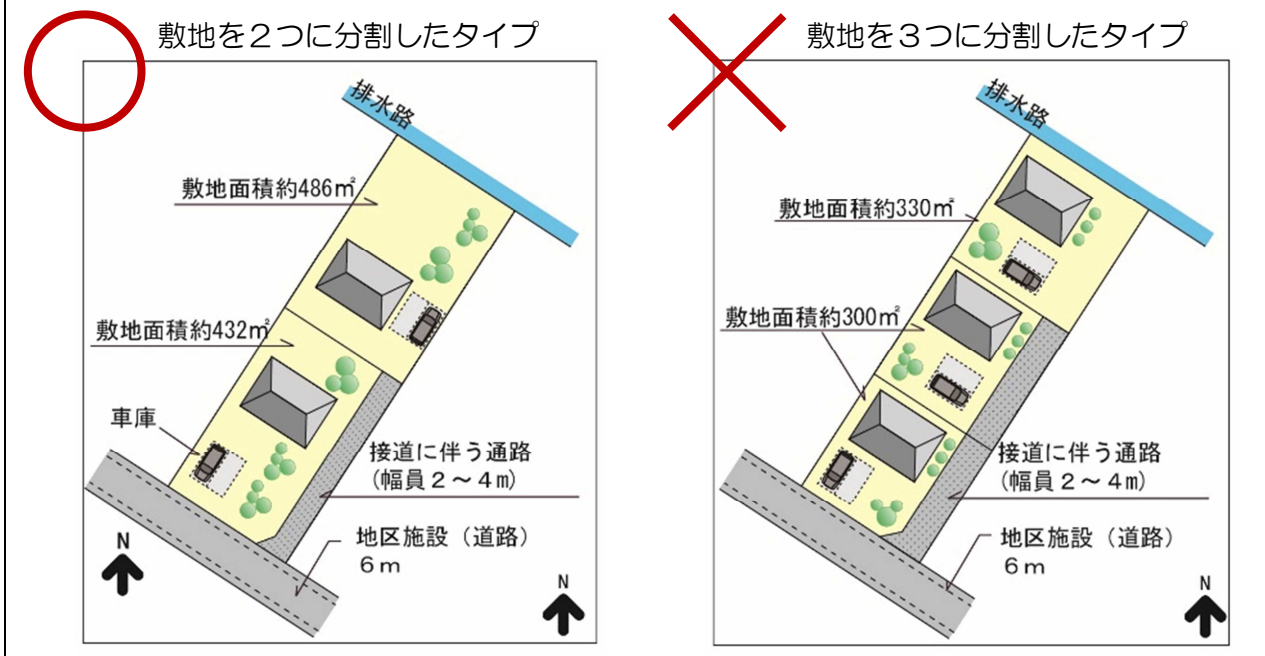 敷地を２つに分割したタイプ
排水路
敷地面積約486㎡
敷地面積約432㎡
車庫
接道に伴う通路
(幅員２～４m)
地区施設（道路）
６ｍ
N
N
敷地を３つに分割したタイプ
排水路
敷地面積約330㎡
敷地面積約300㎡
接道に伴う通路
(幅員２～４m)
地区施設（道路）
６ｍ
N